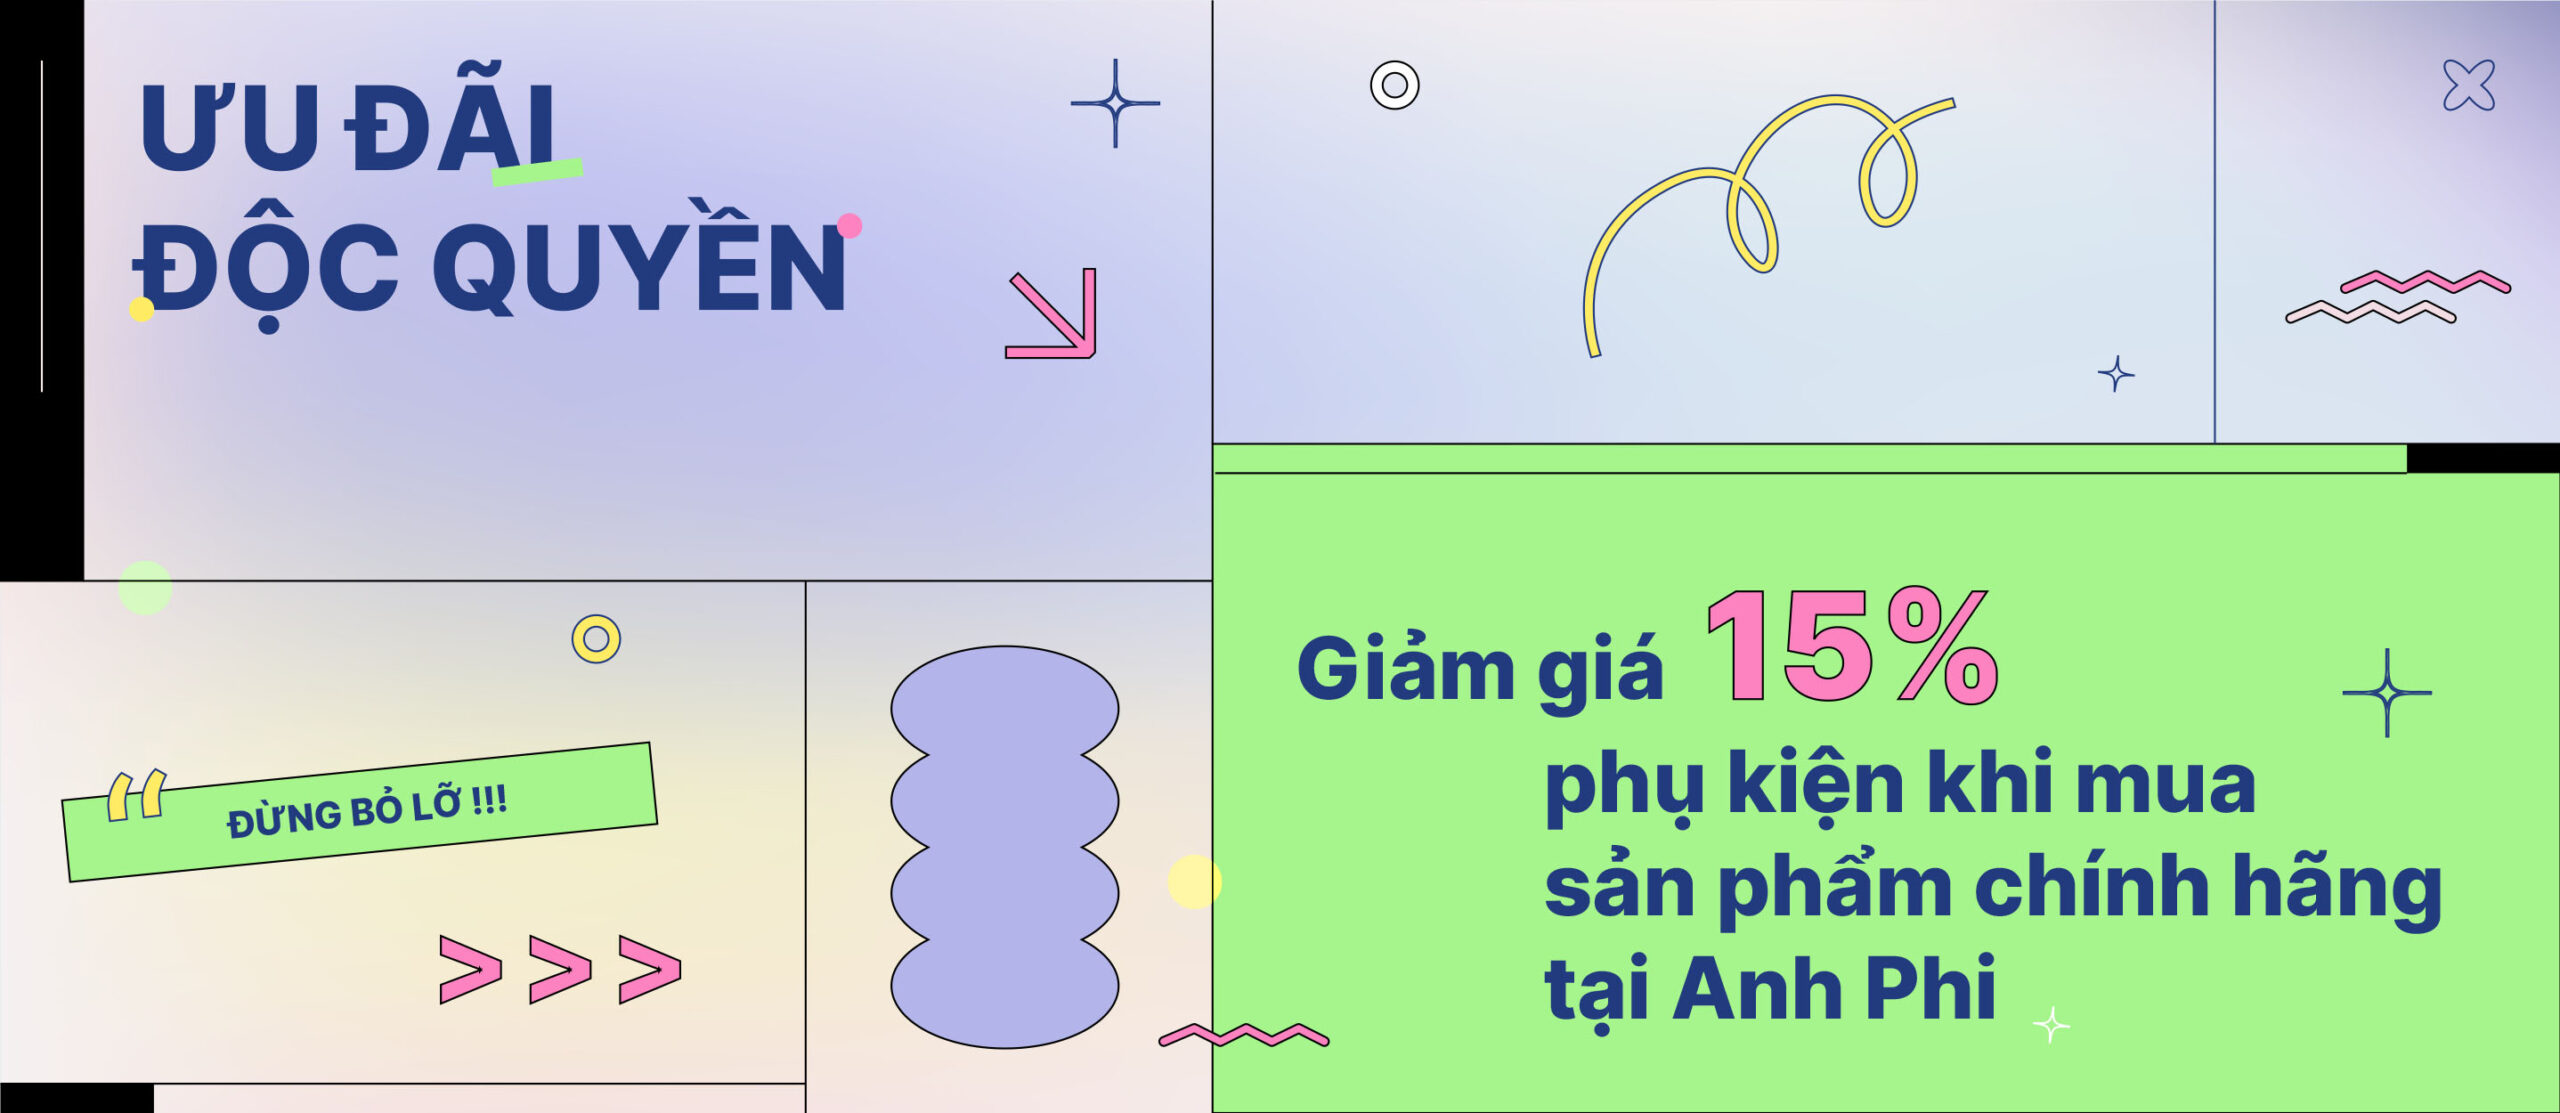 ƯU ĐÃI
ĐỘC QUYỀN
“ ĐỪNG BỎ LỠ !!!
> > >
Giảm giá 15%
phụ kiện khi mua
sản phẩm chính hãng
tại Anh Phi